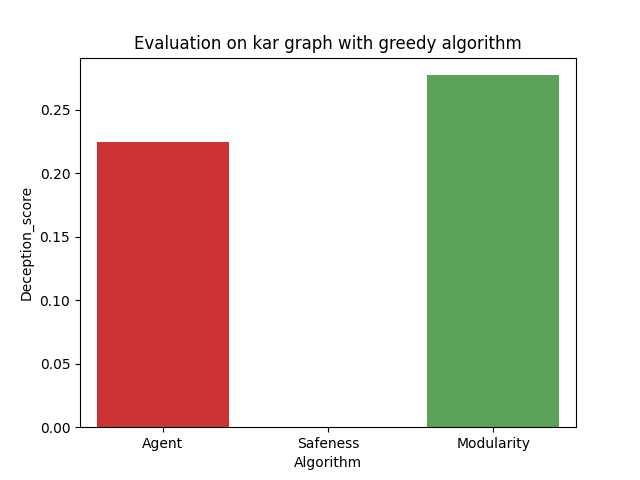 Evaluation on kar graph with greedy algorithm
Deception_score
0.25
0.20
0.15
0.10
0.05
0.00
Agent
Safeness
Modularity
Algorithm